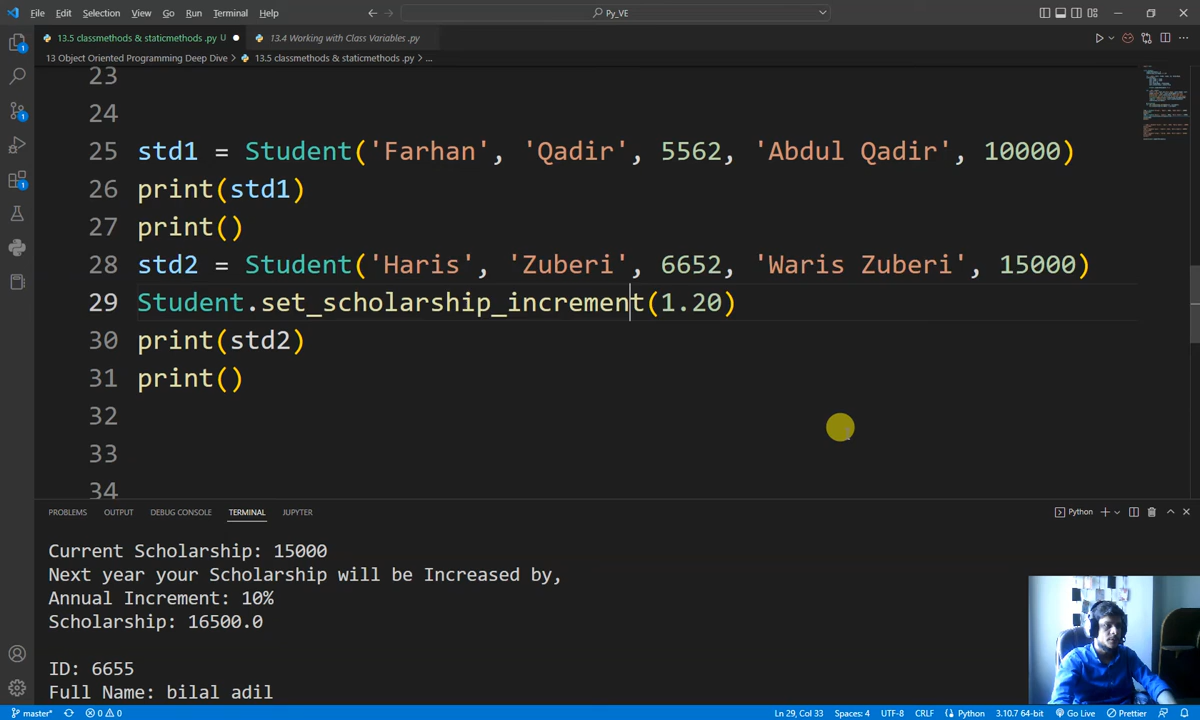 File Edit Selection View Go Run Terminal Help
Py_VE
13.5 classmethods & staticmethods .py U
13.4 Working with Class Variables .py
13 Object Oriented Programming Deep Dive > 13.5 classmethods & staticmethods .py > ...
23
24
25 std1 = Student('Farhan', 'Qadir', 5562, 'Abdul Qadir', 10000)
26 print(std1)
27 print()
28 std2 = Student('Haris', 'Zuberi', 6652, 'Waris Zuberi', 15000)
29 Student.set_scholarship_increment(1.20)
30 print(std2)
31 print()
32
33
34
PROBLEMS OUTPUT DEBUG CONSOLE TERMINAL JUPYTER
Python
Current Scholarship: 15000
Next year your Scholarship will be Increased by,
Annual Increment: 10%
Scholarship: 16500.0
ID: 6655
Full Name: bilal adil
master* 0 0 Ln 29, Col 33 Spaces: 4 UTF-8 CRLF Python 3.10.7 64-bit Go Live Prettier